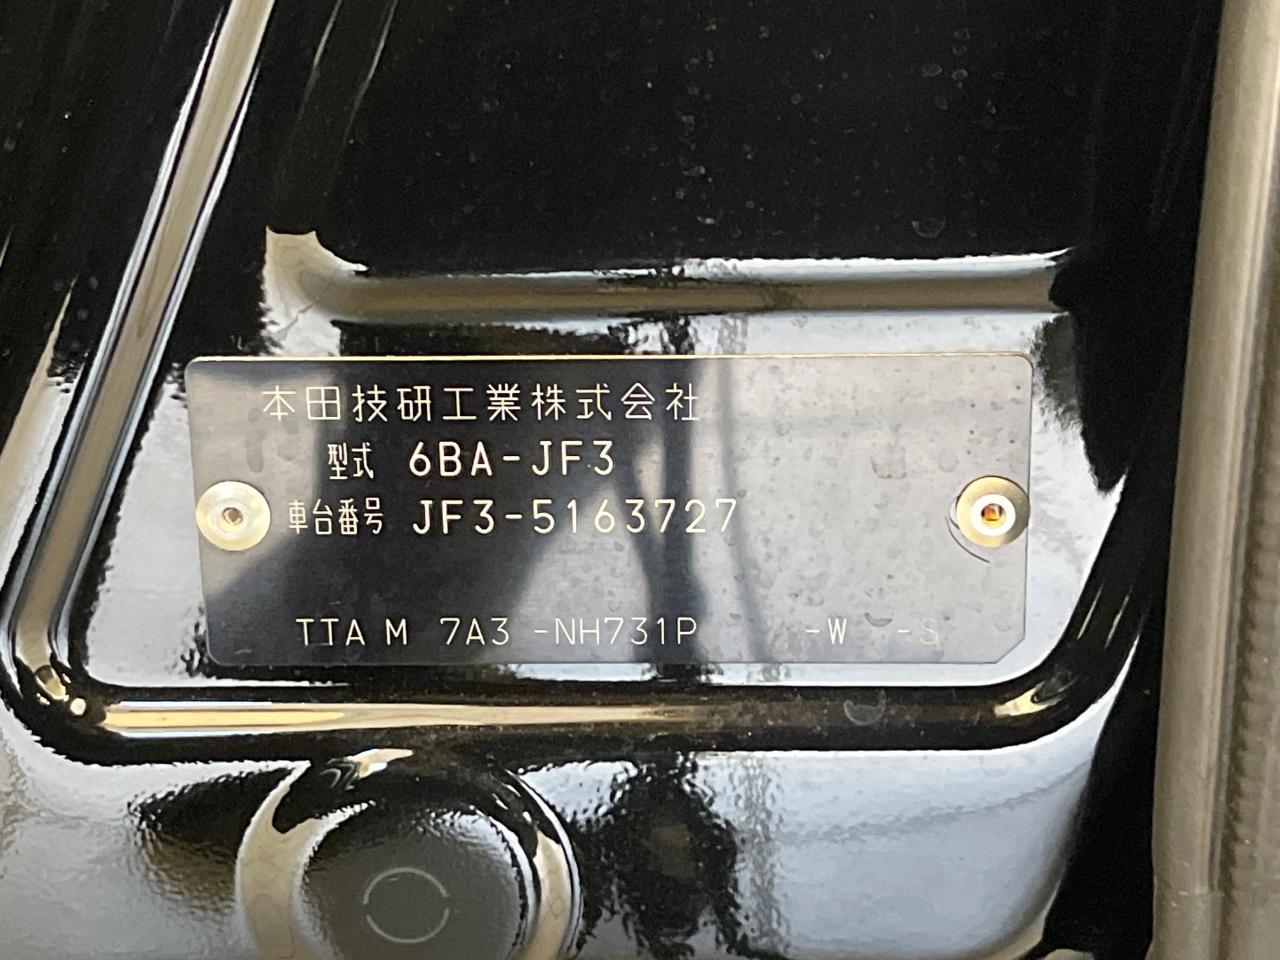 本田技研工業株式会社
型式 6BA-JF3
車台番号 JF3-5163727
TTA M 7A3 -NH731P -W -S